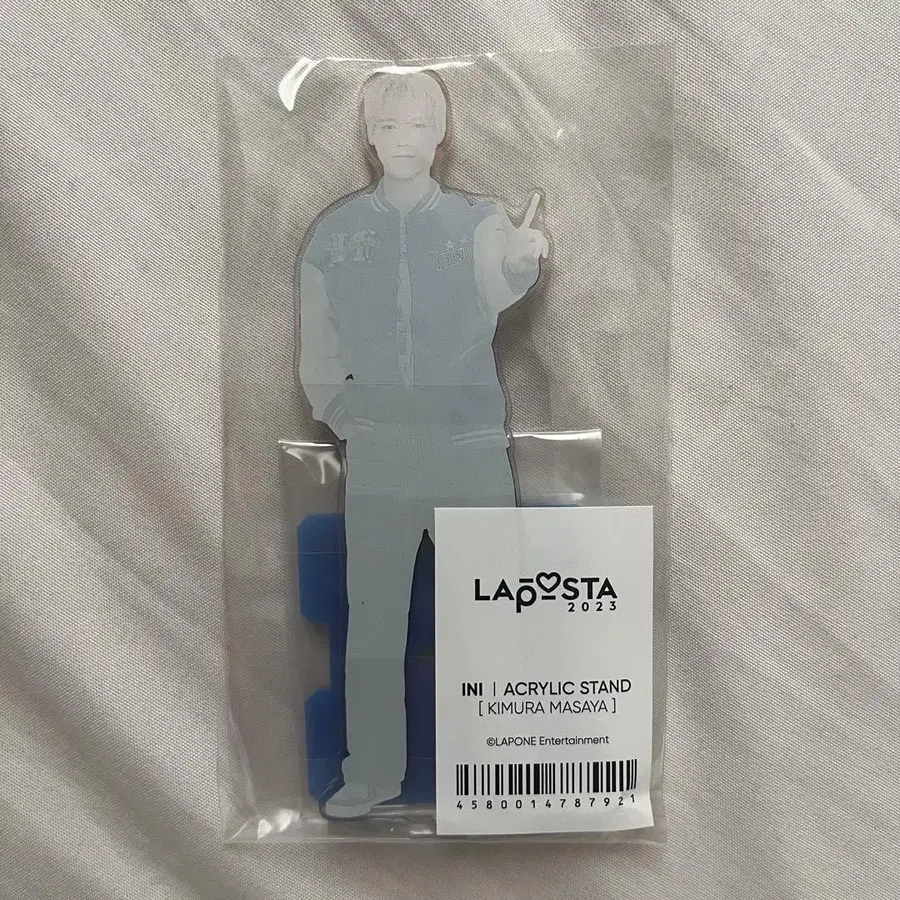 LAPOSTA
2023
INI | ACRYLIC STAND
[ KIMURA MASAYA ]
©LAPONE Entertainment
4580014787921